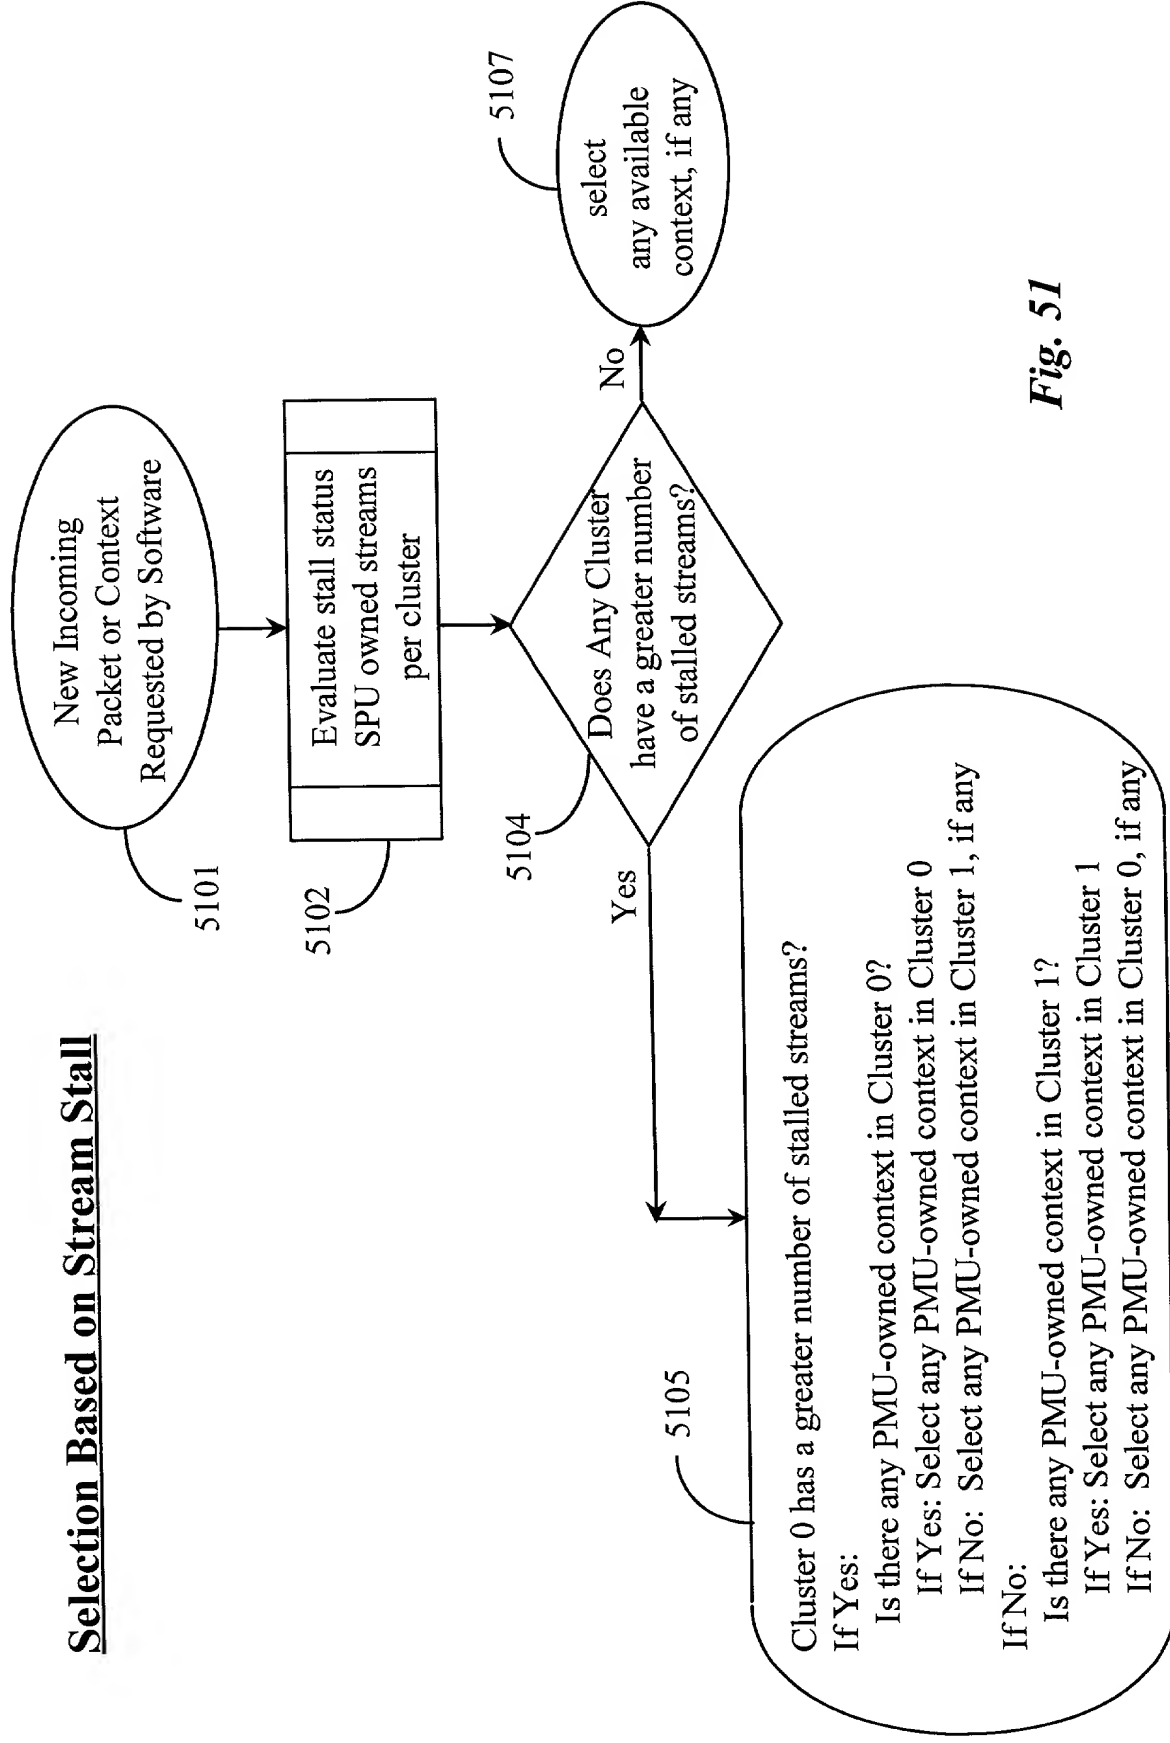 Selection Based on Stream Stall
New Incoming
Packet or Context
Requested by Software
5101
Evaluate stall status
SPU owned streams
per cluster
5102
5104
Does Any Cluster
have a greater number
of stalled streams?
Yes
No
5107
select
any available
context, if any
5105
Cluster 0 has a greater number of stalled streams?
If Yes:
Is there any PMU-owned context in Cluster 0?
If Yes: Select any PMU-owned context in Cluster 0
If No: Select any PMU-owned context in Cluster 1, if any
If No:
Is there any PMU-owned context in Cluster 1?
If Yes: Select any PMU-owned context in Cluster 1
If No: Select any PMU-owned context in Cluster 0, if any
Fig. 51